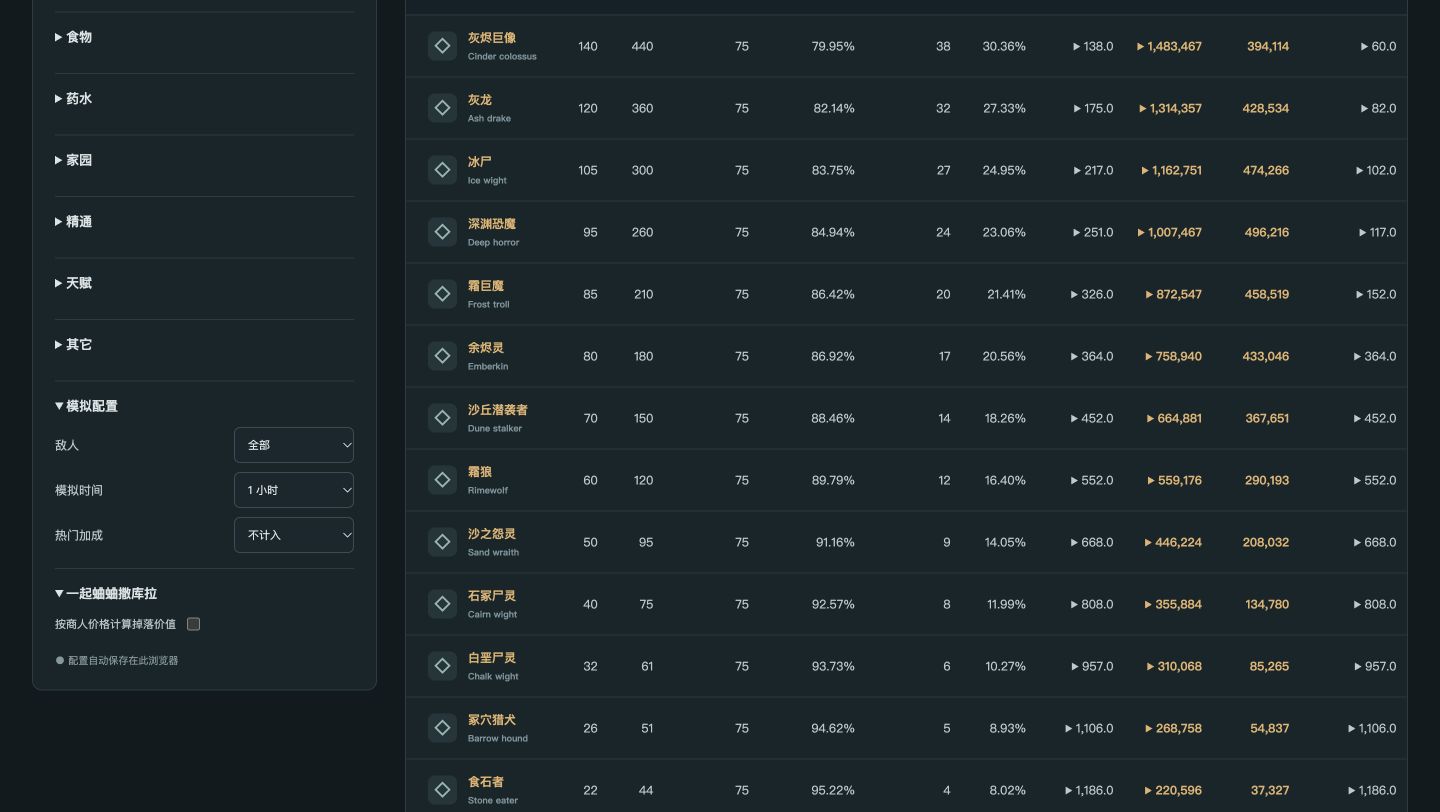 ▶ 食物
▶ 药水
▶ 家园
▶ 精通
▶ 天赋
▶ 其它
▼ 模拟配置
敌人 全部
模拟时间 1 小时
热门加成 不计入
▼ 一起蛐蛐撒库拉
按商人价格计算掉落价值
配置自动保存在此浏览器
灰烬巨像 140 440 75 79.95% 38 30.36% ▶ 138.0 ▶ 1,483,467 394,114 ▶ 60.0
Cinder colossus
灰龙 120 360 75 82.14% 32 27.33% ▶ 175.0 ▶ 1,314,357 428,534 ▶ 82.0
Ash drake
冰尸 105 300 75 83.75% 27 24.95% ▶ 217.0 ▶ 1,162,751 474,266 ▶ 102.0
Ice wight
深渊恐魔 95 260 75 84.94% 24 23.06% ▶ 251.0 ▶ 1,007,467 496,216 ▶ 117.0
Deep horror
霜巨魔 85 210 75 86.42% 20 21.41% ▶ 326.0 ▶ 872,547 458,519 ▶ 152.0
Frost troll
余烬灵 80 180 75 86.92% 17 20.56% ▶ 364.0 ▶ 758,940 433,046 ▶ 364.0
Emberkin
沙丘潜袭者 70 150 75 88.46% 14 18.26% ▶ 452.0 ▶ 664,881 367,651 ▶ 452.0
Dune stalker
霜狼 60 120 75 89.79% 12 16.40% ▶ 552.0 ▶ 559,176 290,193 ▶ 552.0
Rimewolf
沙之怨灵 50 95 75 91.16% 9 14.05% ▶ 668.0 ▶ 446,224 208,032 ▶ 668.0
Sand wraith
石冢尸灵 40 75 75 92.57% 8 11.99% ▶ 808.0 ▶ 355,884 134,780 ▶ 808.0
Cairn wight
白垩尸灵 32 61 75 93.73% 6 10.27% ▶ 957.0 ▶ 310,068 85,265 ▶ 957.0
Chalk wight
冢穴猎犬 26 51 75 94.62% 5 8.93% ▶ 1,106.0 ▶ 268,758 54,837 ▶ 1,106.0
Barrow hound
食石者 22 44 75 95.22% 4 8.02% ▶ 1,186.0 ▶ 220,596 37,327 ▶ 1,186.0
Stone eater